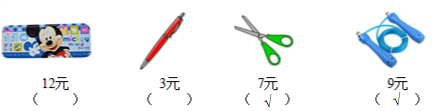 12元 3元 7元 9元
( ) ( ) ( √ ) ( √ )